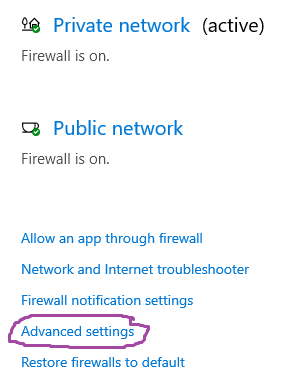 Private network (active)
Firewall is on.
Public network
Firewall is on.
Allow an app through firewall
Network and Internet troubleshooter
Firewall notification settings
Advanced settings
Restore firewalls to default